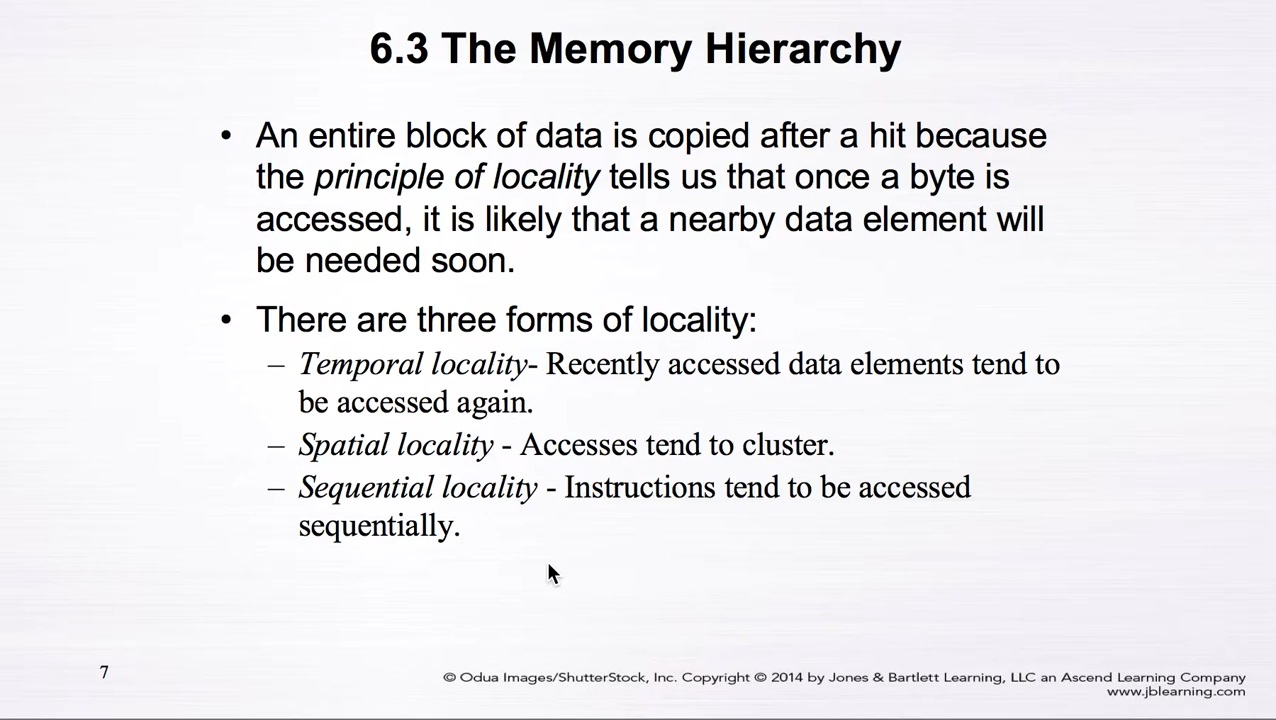 6.3 The Memory Hierarchy
• An entire block of data is copied after a hit because
the principle of locality tells us that once a byte is
accessed, it is likely that a nearby data element will
be needed soon.
• There are three forms of locality:
– Temporal locality- Recently accessed data elements tend to
be accessed again.
– Spatial locality - Accesses tend to cluster.
– Sequential locality - Instructions tend to be accessed
sequentially.
7
© Odua Images/ShutterStock, Inc. Copyright © 2014 by Jones & Bartlett Learning, LLC an Ascend Learning Company
www.jblearning.com